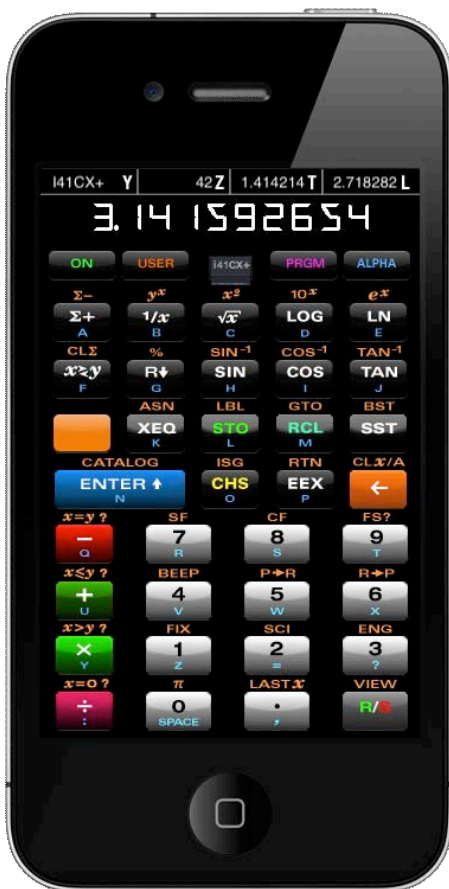 I41CX+ Y 42 Z 1.414214 T 2.718282 L
3.141592654
ON USER i41CX+ PRGM ALPHA
Σ− yˣ x² 10ˣ eˣ
Σ+ 1/x √x LOG LN
A B C D E
CLΣ % SIN⁻¹ COS⁻¹ TAN⁻¹
x≷y R↓ SIN COS TAN
F G H I J
ASN LBL GTO BST
XEQ STO RCL SST
K L M
CATALOG ISG RTN CLx/A
ENTER ↑ CHS EEX ←
N O P
x=y ? SF CF FS?
− 7 8 9
Q R S T
x≤y ? BEEP P→R R→P
+ 4 5 6
U V W X
x>y ? FIX SCI ENG
× 1 2 3
Y Z = ?
x=0 ? π LAST x VIEW
÷ 0 . R/S
: SPACE ,